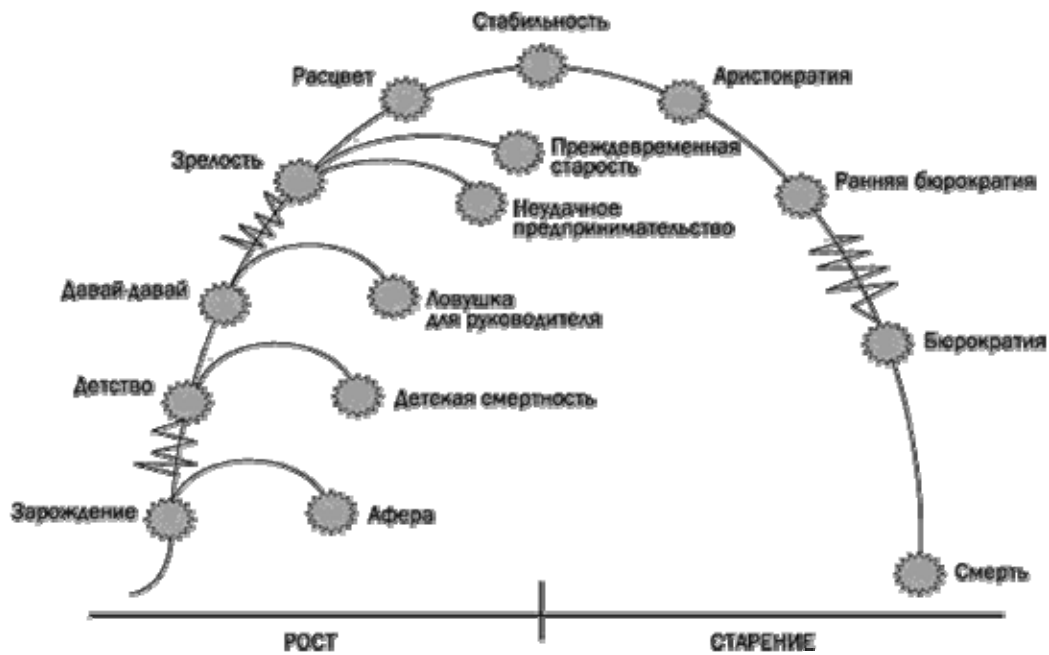 Стабильность
Расцвет
Аристократия
Зрелость
Преждевременная
старость
Ранняя бюрократия
Неудачное
предпринимательство
Давай-давай
Ловушка
для руководителя
Бюрократия
Детство
Детская смертность
Зарождение
Афера
Смерть
РОСТ
СТАРЕНИЕ